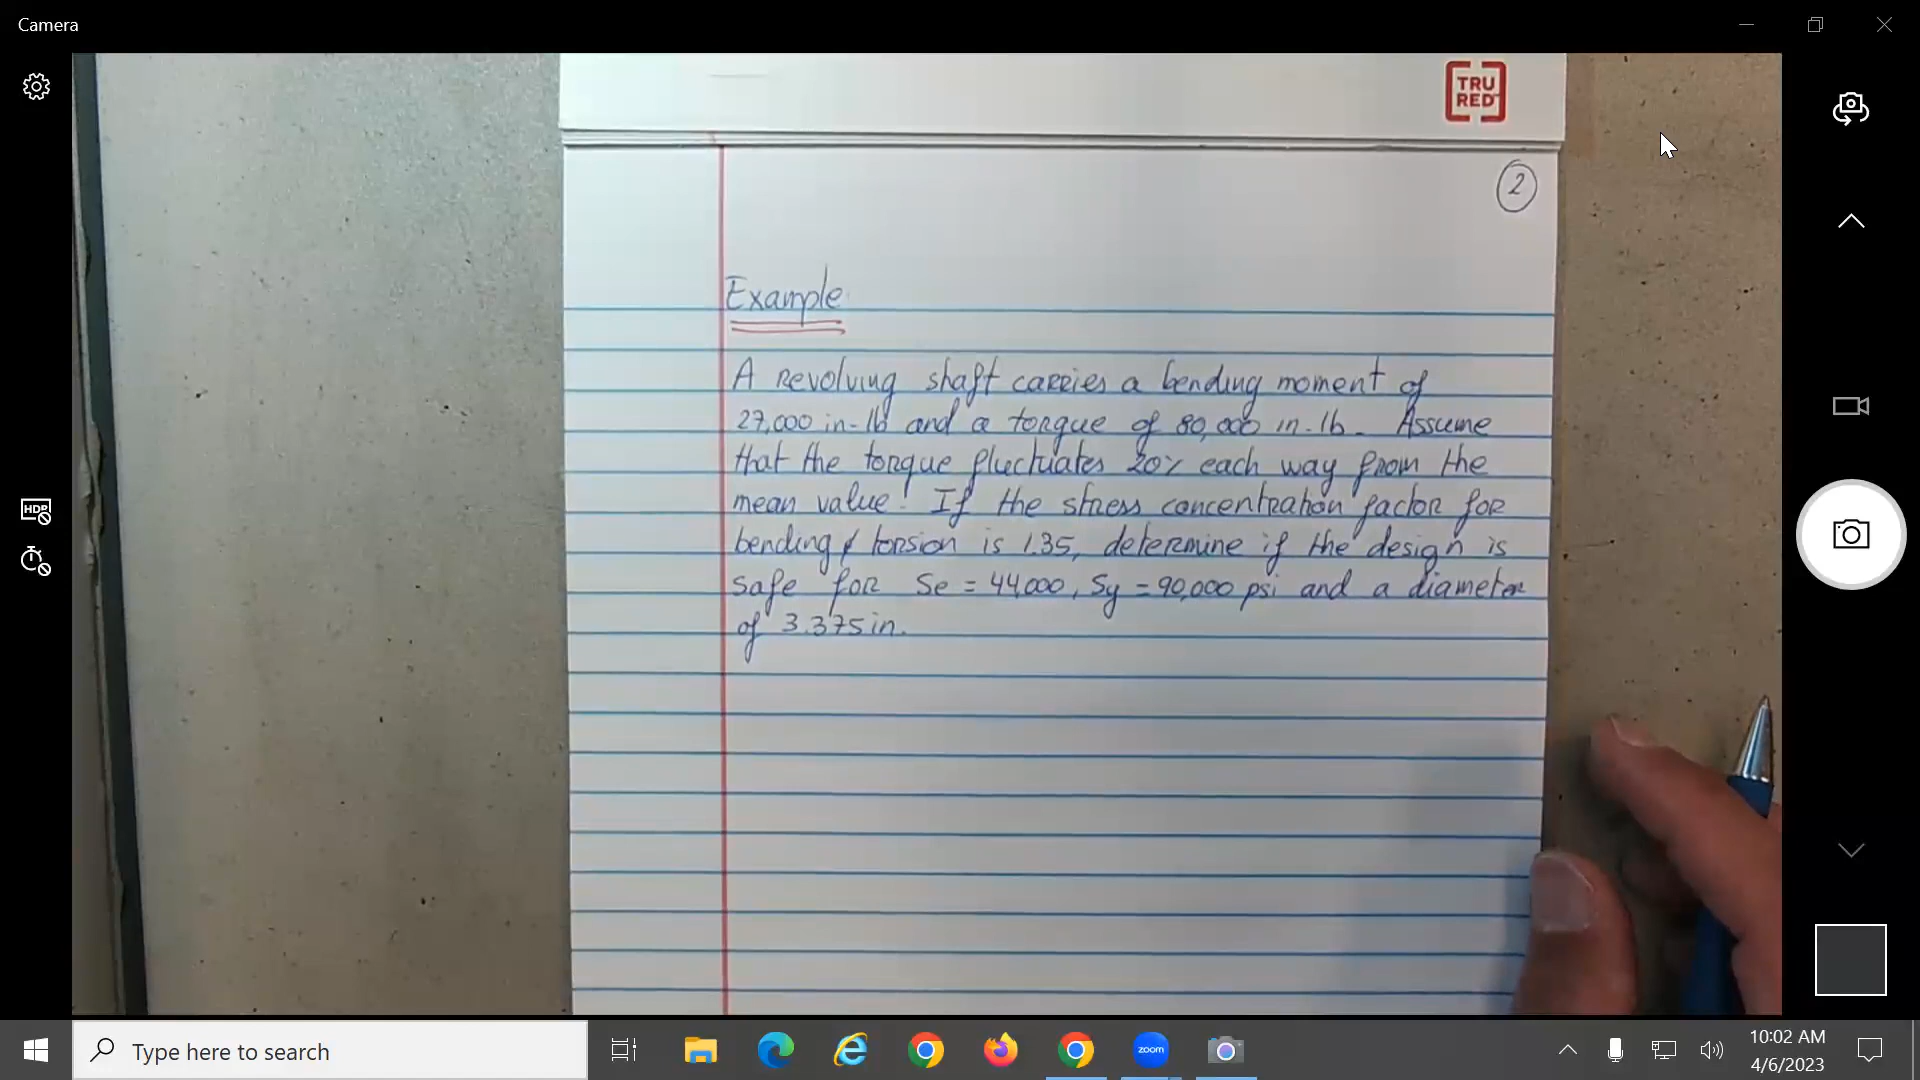 Camera
TRU
RED
2
Example
A revolving shaft carries a bending moment of
27,000 in-lb and a torque of 80,000 in-lb. Assume
that the torque fluctuates 20% each way from the
mean value! If the stress concentration factor for
bending & torsion is 1.35, determine if the design is
safe for Se = 44,000, Sy = 90,000 psi and a diameter
of 3.375 in.
HDR
Type here to search
zoom
10:02 AM
4/6/2023